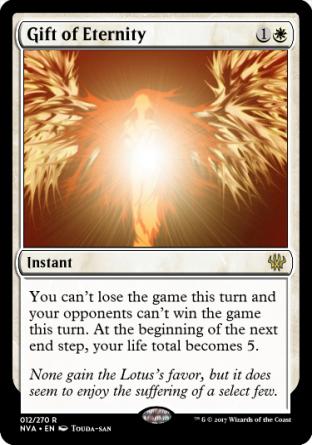 Gift of Eternity 1
Instant
You can't lose the game this turn and
your opponents can't win the game
this turn. At the beginning of the next
end step, your life total becomes 5.
None gain the Lotus's favor, but it does
seem to enjoy the suffering of a select few.
012/270 R
NVA • EN Touda-san
™ & © 2017 Wizards of the Coast